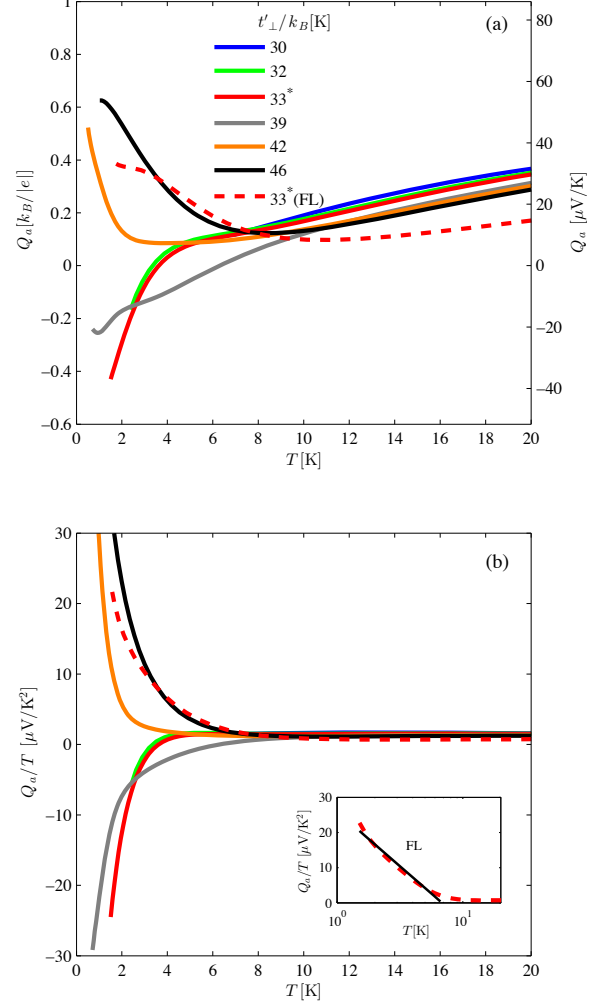 t′⊥/kB[K]
(a)
30
32
33*
39
42
46
33*(FL)
1
0.8
0.6
0.4
0.2
0
−0.2
−0.4
−0.6
Qa[kB/|e|]
80
60
40
20
0
−20
−40
Qa [μV/K]
0 2 4 6 8 10 12 14 16 18 20
T[K]
(b)
30
20
10
0
−10
−20
−30
Qa/T [μV/K²]
0 2 4 6 8 10 12 14 16 18 20
T[K]
30
20
10
0
Qa/T [μV/K²]
FL
10⁰ 10¹
T[K]